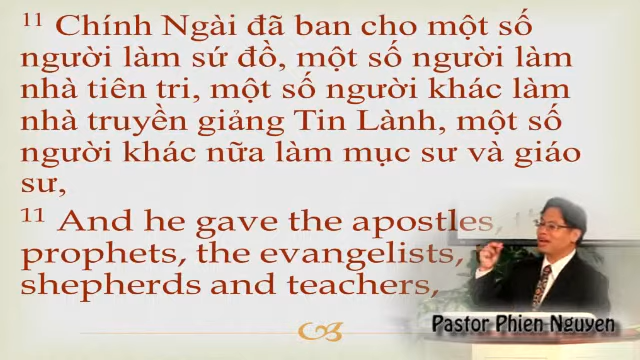 11 Chính Ngài đã ban cho một số
người làm sứ đồ, một số người làm
nhà tiên tri, một số người khác làm
nhà truyền giảng Tin Lành, một số
người khác nữa làm mục sư và giáo
sư,
11 And he gave the apostles,
prophets, the evangelists,
shepherds and teachers,
Pastor Phien Nguyen